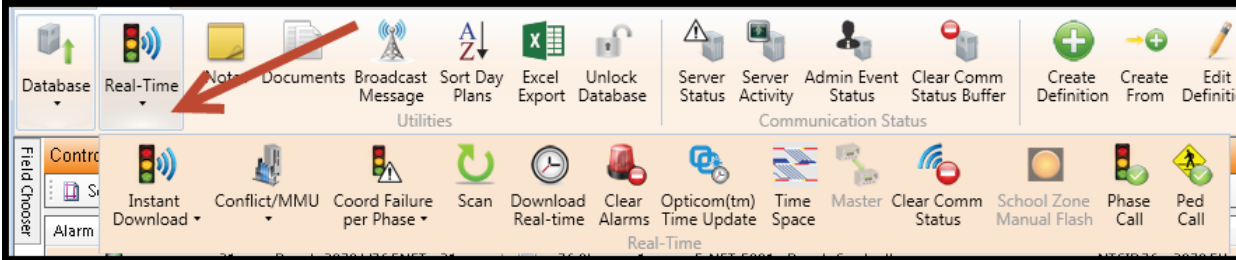 Database
Real-Time
Notes
Documents
Broadcast
Message
Sort Day
Plans
Excel
Export
Unlock
Database
Utilities
Server
Status
Server
Activity
Admin Event
Status
Clear Comm
Status Buffer
Communication Status
Create
Definition
Create
From
Edit
Definiti
Field Chooser
Contro
Alarm
Instant
Download
Conflict/MMU
Coord Failure
per Phase
Scan
Download
Real-time
Clear
Alarms
Opticom(tm)
Time Update
Time
Space
Master
Clear Comm
Status
School Zone
Manual Flash
Phase
Call
Ped
Call
Real-Time